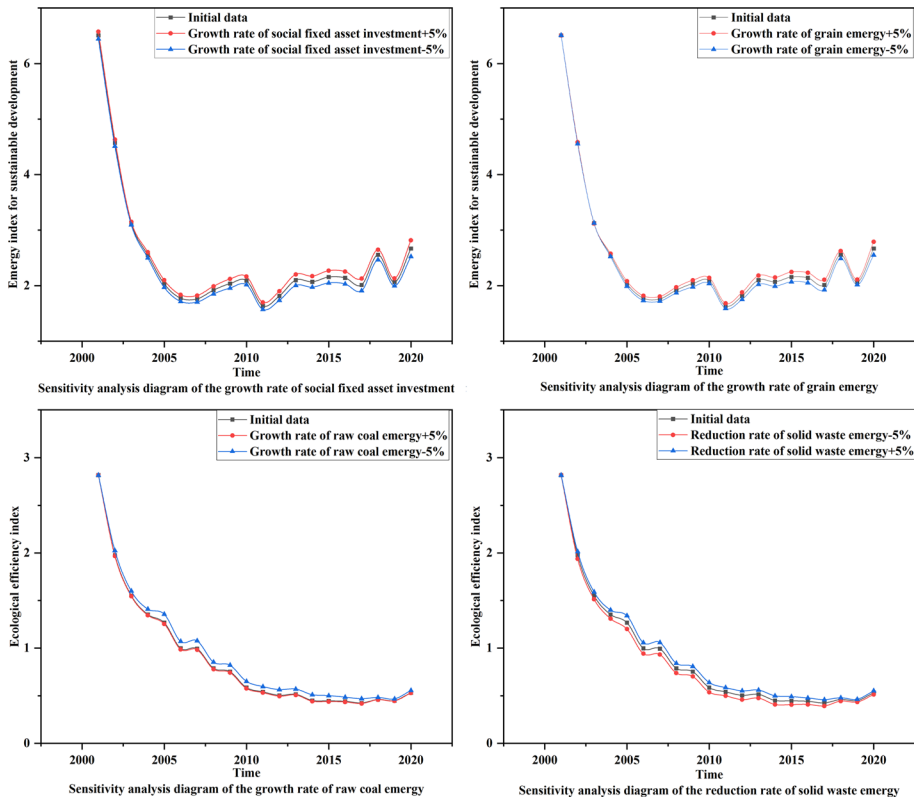 Initial data
Growth rate of social fixed asset investment+5%
Growth rate of social fixed asset investment-5%
Emergy index for sustainable development
6
4
2
2000 2005 2010 2015 2020
Time
Sensitivity analysis diagram of the growth rate of social fixed asset investment
Initial data
Growth rate of grain emergy+5%
Growth rate of grain emergy-5%
Emergy index for sustainable development
6
4
2
2000 2005 2010 2015 2020
Time
Sensitivity analysis diagram of the growth rate of grain emergy
Initial data
Growth rate of raw coal emergy+5%
Growth rate of raw coal emergy-5%
Ecological efficiency index
3
2
1
0
2000 2005 2010 2015 2020
Time
Sensitivity analysis diagram of the growth rate of raw coal emergy
Initial data
Reduction rate of solid waste emergy-5%
Reduction rate of solid waste emergy+5%
Ecological efficiency index
3
2
1
0
2000 2005 2010 2015 2020
Time
Sensitivity analysis diagram of the reduction rate of solid waste emergy